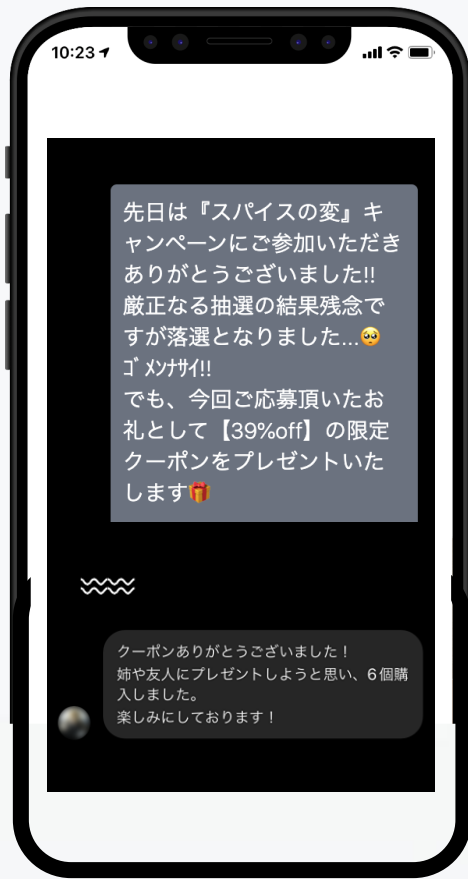 10:23
先日は『スパイスの変』キ
ャンペーンにご参加いただき
ありがとうございました!!
厳正なる抽選の結果残念で
すが落選となりました...🥺
ｺﾞﾒﾝﾅｻｲ!!
でも、今回ご応募頂いたお
礼として【39%off】の限定
クーポンをプレゼントいた
します🎁
クーポンありがとうございました！
姉や友人にプレゼントしようと思い、6個購
入しました。
楽しみにしております！